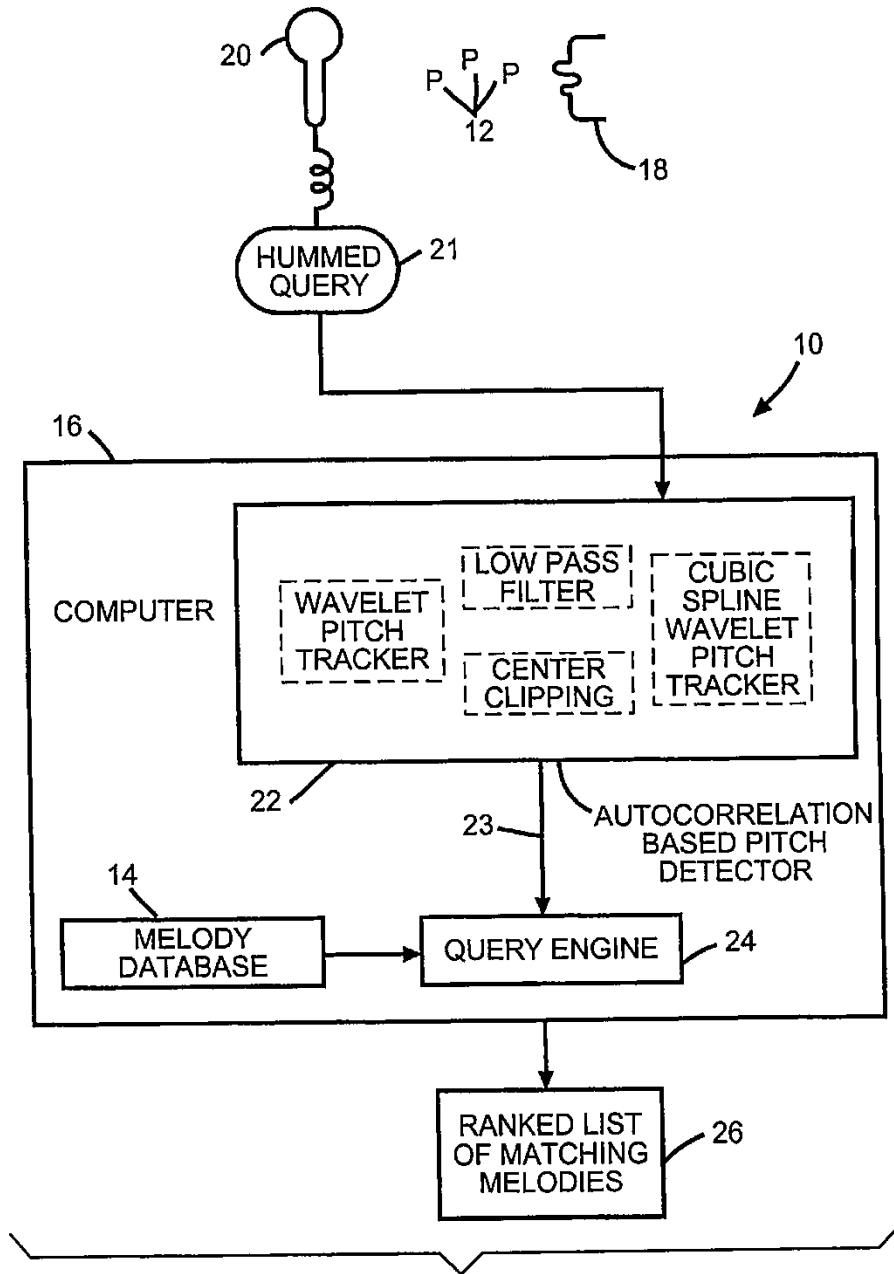 20
P P P
12
18
HUMMED
QUERY
21
10
16
COMPUTER
WAVELET
PITCH
TRACKER
LOW PASS
FILTER
CENTER
CLIPPING
CUBIC
SPLINE
WAVELET
PITCH
TRACKER
22
23
AUTOCORRELATION
BASED PITCH
DETECTOR
14
MELODY
DATABASE
QUERY ENGINE
24
RANKED LIST
OF MATCHING
MELODIES
26